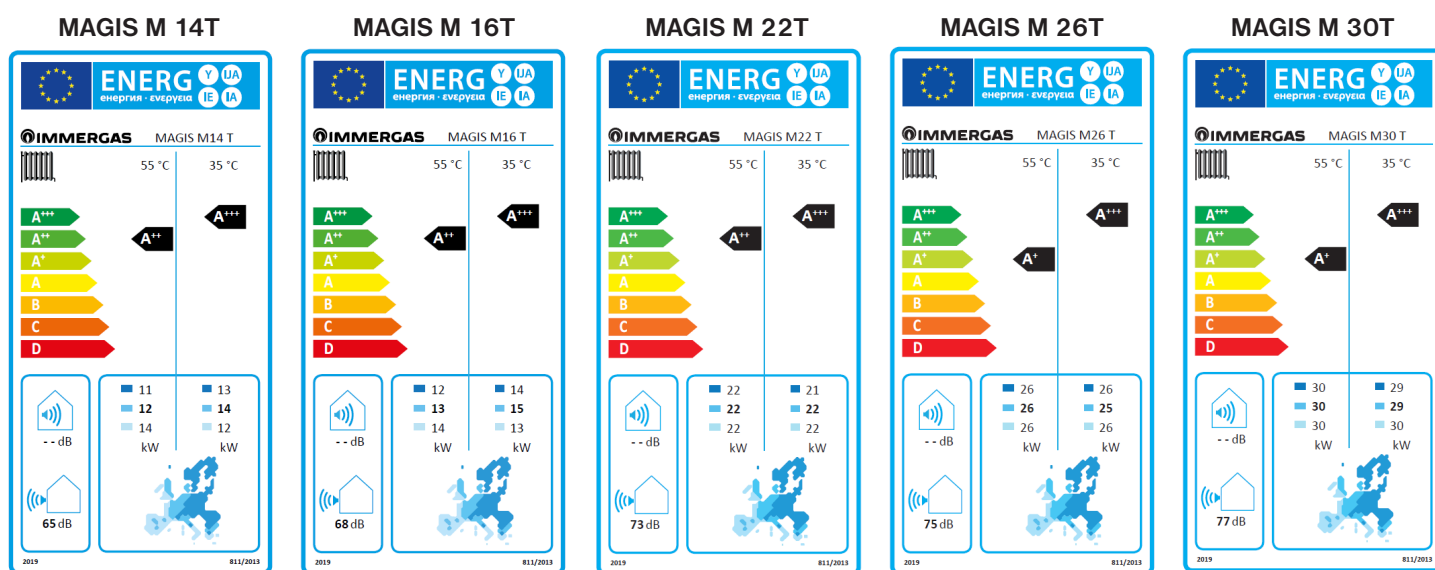 MAGIS M 14T
ENERG Y IJA
енергия · ενεργεια IE IA
IMMERGAS MAGIS M14 T
55 °C 35 °C
A+++ A+++
A++ A++
A+
A
B
C
D
11 13
12 14
14 12
-- dB kW kW
65 dB
2019 811/2013
MAGIS M 16T
ENERG Y IJA
енергия · ενεργεια IE IA
IMMERGAS MAGIS M16 T
55 °C 35 °C
A+++ A+++
A++ A++
A+
A
B
C
D
12 14
13 15
14 13
-- dB kW kW
68 dB
2019 811/2013
MAGIS M 22T
ENERG Y IJA
енергия · ενεργεια IE IA
IMMERGAS MAGIS M22 T
55 °C 35 °C
A+++ A+++
A++ A++
A+
A
B
C
D
22 21
22 22
22 22
-- dB kW kW
73 dB
2019 811/2013
MAGIS M 26T
ENERG Y IJA
енергия · ενεργεια IE IA
IMMERGAS MAGIS M26 T
55 °C 35 °C
A+++ A+++
A++
A+ A+
A
B
C
D
26 26
26 25
26 26
-- dB kW kW
75 dB
2019 811/2013
MAGIS M 30T
ENERG Y IJA
енергия · ενεργεια IE IA
IMMERGAS MAGIS M30 T
55 °C 35 °C
A+++ A+++
A++
A+ A+
A
B
C
D
30 29
30 29
30 30
-- dB kW kW
77 dB
2019 811/2013